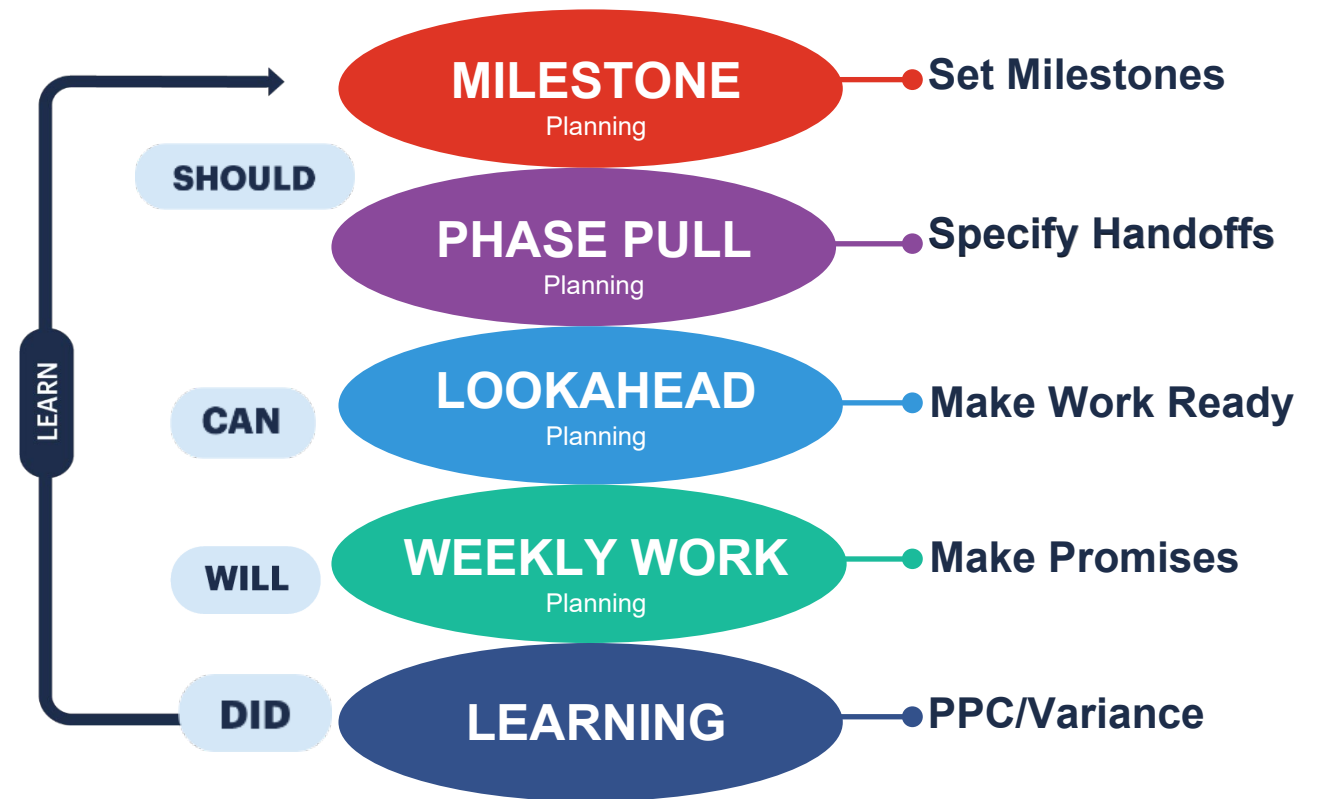 MILESTONE
Planning
Set Milestones
SHOULD
PHASE PULL
Planning
Specify Handoffs
LEARN
CAN
LOOKAHEAD
Planning
Make Work Ready
WILL
WEEKLY WORK
Planning
Make Promises
DID
LEARNING
PPC/Variance